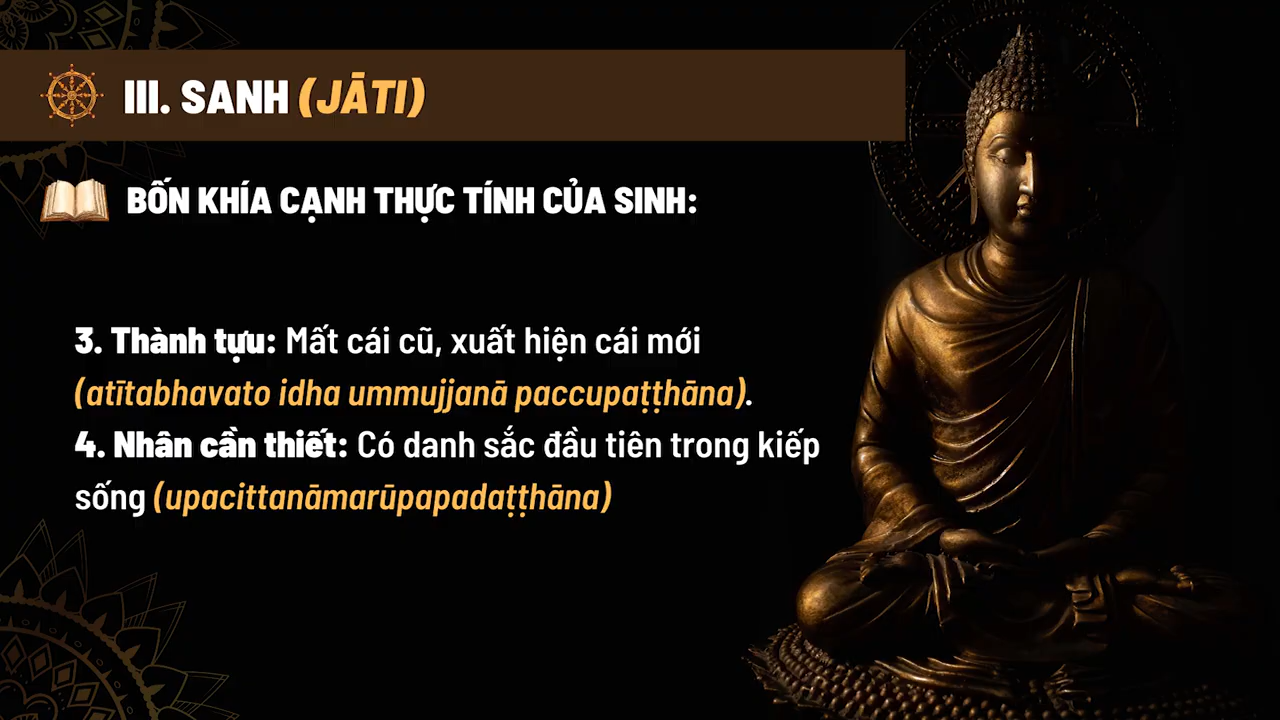 III. SANH (JĀTI)
BỐN KHÍA CẠNH THỰC TÍNH CỦA SINH:
3. Thành tựu: Mất cái cũ, xuất hiện cái mới
(atītabhavato idha ummujjanā paccupaṭṭhāna).
4. Nhân cần thiết: Có danh sắc đầu tiên trong kiếp
sống (upacittanāmarūpapadaṭṭhāna)